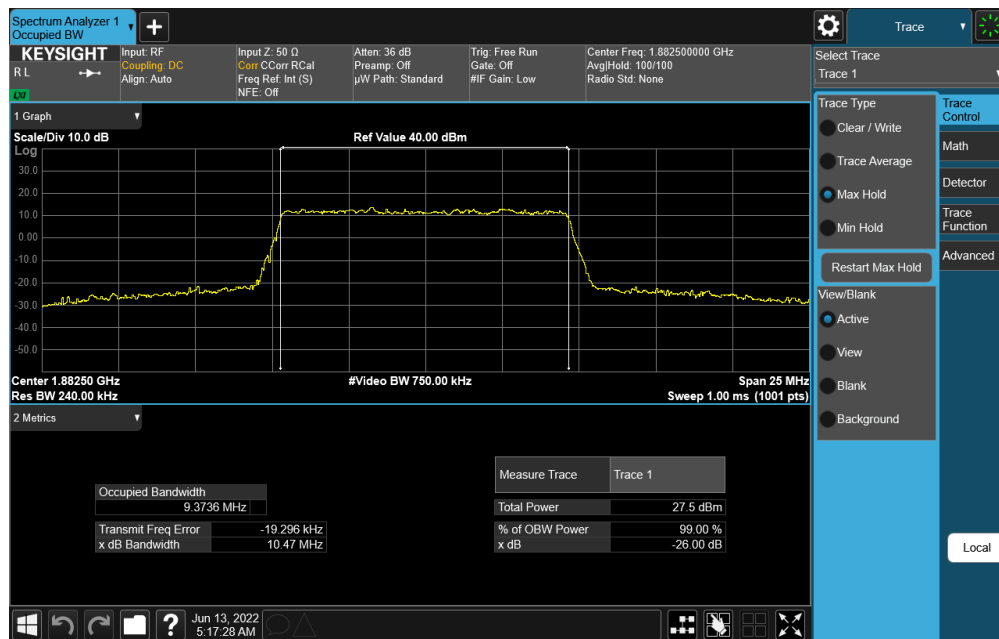 Spectrum Analyzer 1
Occupied BW
Trace
KEYSIGHT Input: RF Input Z: 50 Ω Atten: 36 dB Trig: Free Run Center Freq: 1.882500000 GHz
R L Coupling: DC Corr CCorr RCal Preamp: Off Gate: Off Avg|Hold: 100/100
Align: Auto Freq Ref: Int (S) µW Path: Standard #IF Gain: Low Radio Std: None
NFE: Off
LXI
Select Trace
Trace 1
1 Graph
Scale/Div 10.0 dB Ref Value 40.00 dBm
Log
30.0
20.0
10.0
0.00
-10.0
-20.0
-30.0
-40.0
-50.0
Center 1.88250 GHz #Video BW 750.00 kHz Span 25 MHz
Res BW 240.00 kHz Sweep 1.00 ms (1001 pts)
Trace Type
Clear / Write
Trace Average
Max Hold
Min Hold
Restart Max Hold
View/Blank
Active
View
Blank
Background
Trace
Control
Math
Detector
Trace
Function
Advanced
Local
2 Metrics
Measure Trace Trace 1
Occupied Bandwidth
9.3736 MHz
Total Power 27.5 dBm
Transmit Freq Error -19.296 kHz
% of OBW Power 99.00 %
x dB Bandwidth 10.47 MHz
x dB -26.00 dB
?
Jun 13, 2022
5:17:28 AM